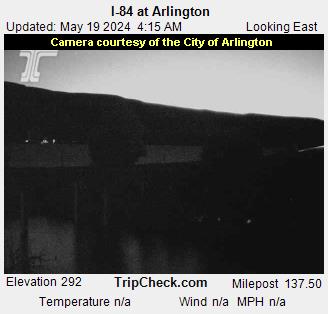 I-84 at Arlington
Updated: May 19 2024 4:15 AM Looking East
Camera courtesy of the City of Arlington
Elevation 292 TripCheck.com Milepost 137.50
Temperature n/a Wind n/a MPH n/a